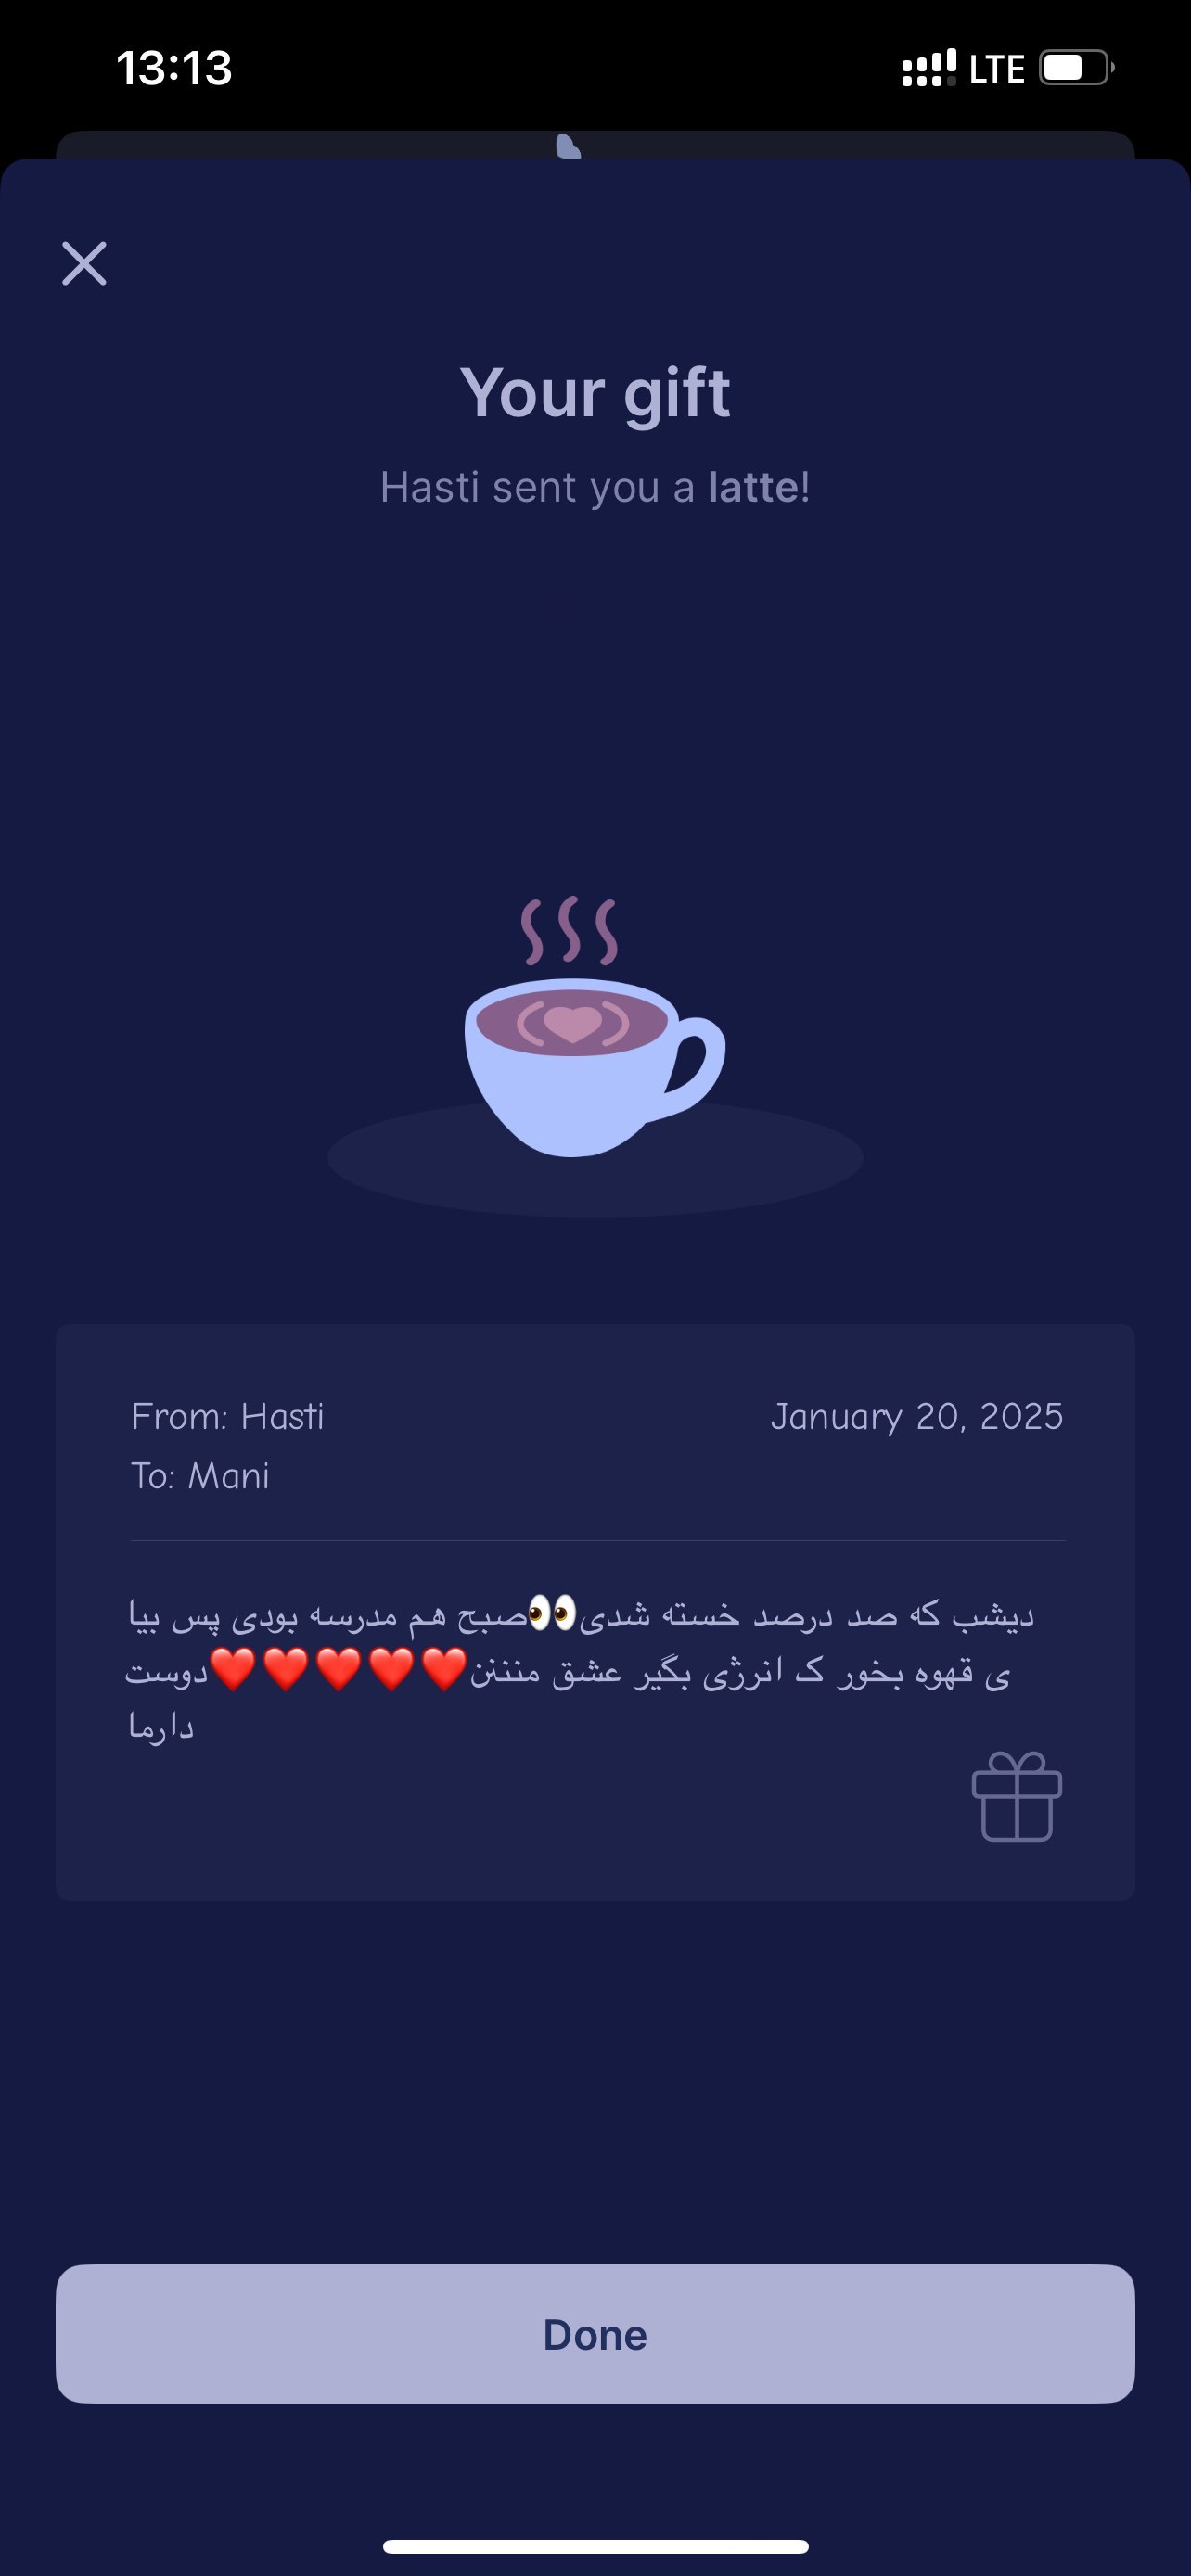 13:13
LTE
Your gift
Hasti sent you a latte!
From: Hasti
January 20, 2025
To: Mani
دیشب که صد درصد خسته شدی👀صبح هم مدرسه بودی پس بیا
ی قهوه بخور ک انرژی بگیر عشق منننن❤️❤️❤️❤️❤️دوست
دارما
Done